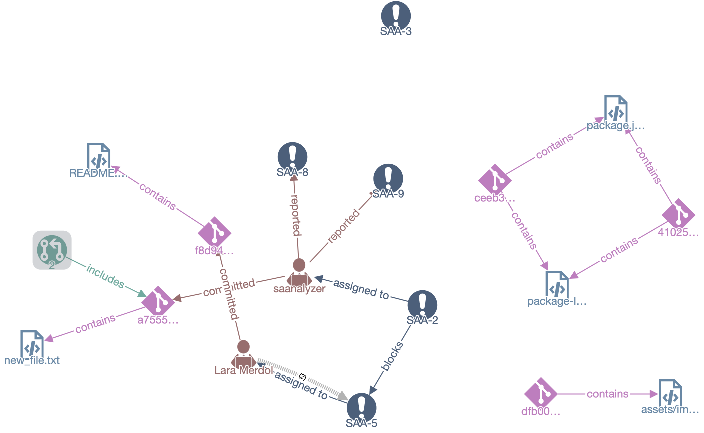 SAA-3
package.j...
contains
README:...
SAA-8
contains
contains
ceeb3...
SAA-9
contains
reported
reported
41025...
f8d94...
contains
contains
2
includes
committed
saanalyzer
assigned to
package-l...
a7555...
committed
SAA-2
contains
new_file.txt
blocks
Lara Merdol
assigned to
contains
dfb00...
assets/im...
SAA-5